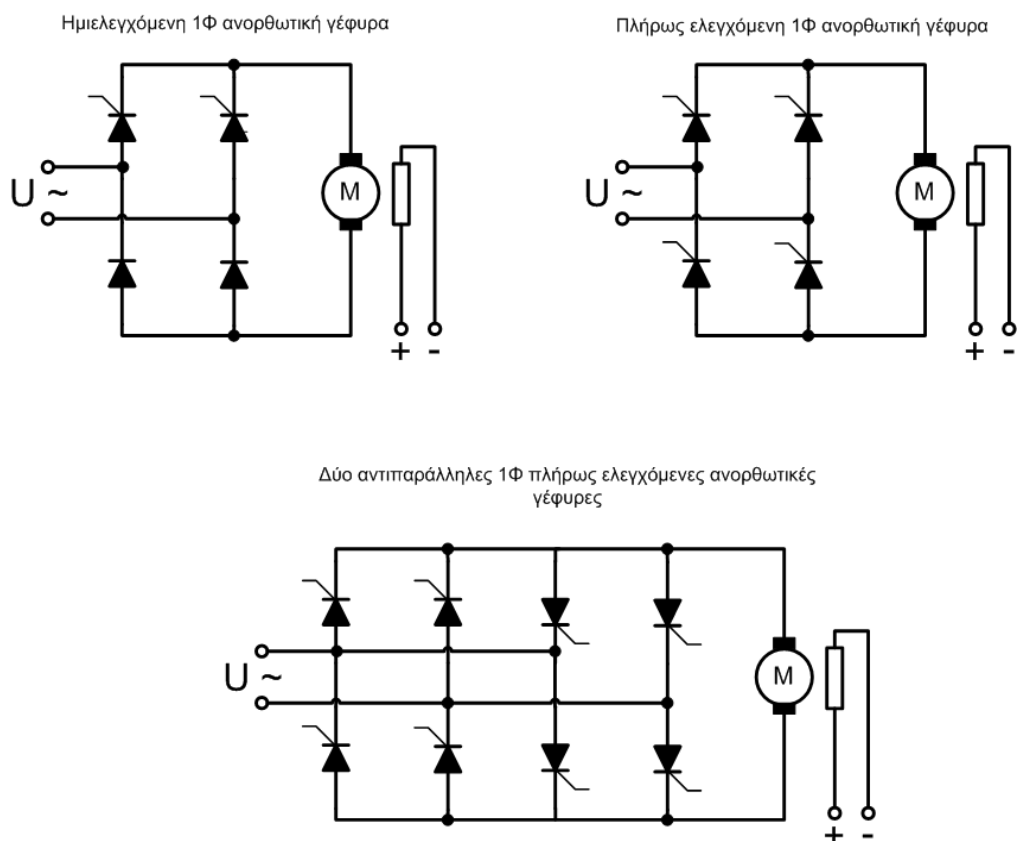 Ημιελεγχόμενη 1Φ ανορθωτική γέφυρα
U ~
M
+ -
Πλήρως ελεγχόμενη 1Φ ανορθωτική γέφυρα
U ~
M
+ -
Δύο αντιπαράλληλες 1Φ πλήρως ελεγχόμενες ανορθωτικές
γέφυρες
U ~
M
+ -